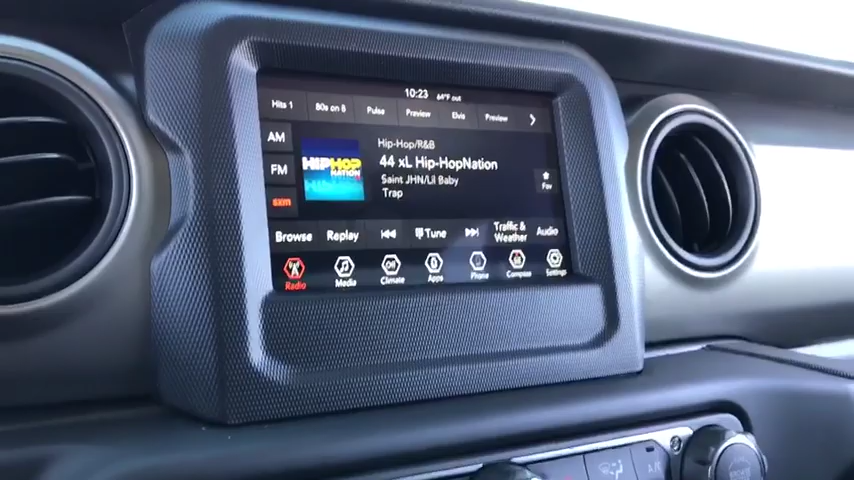 10:23 64°F out
Hits 1 80s on 8 Pulse Preview Elvis Preview
AM
FM
sxm
HIPHOP
NATION
Hip-Hop/R&B
44 xL Hip-HopNation
Saint JHN/Lil Baby
Trap
Fav
Browse Replay Tune Traffic & Weather Audio
Radio Media Climate Apps Phone Compass Settings